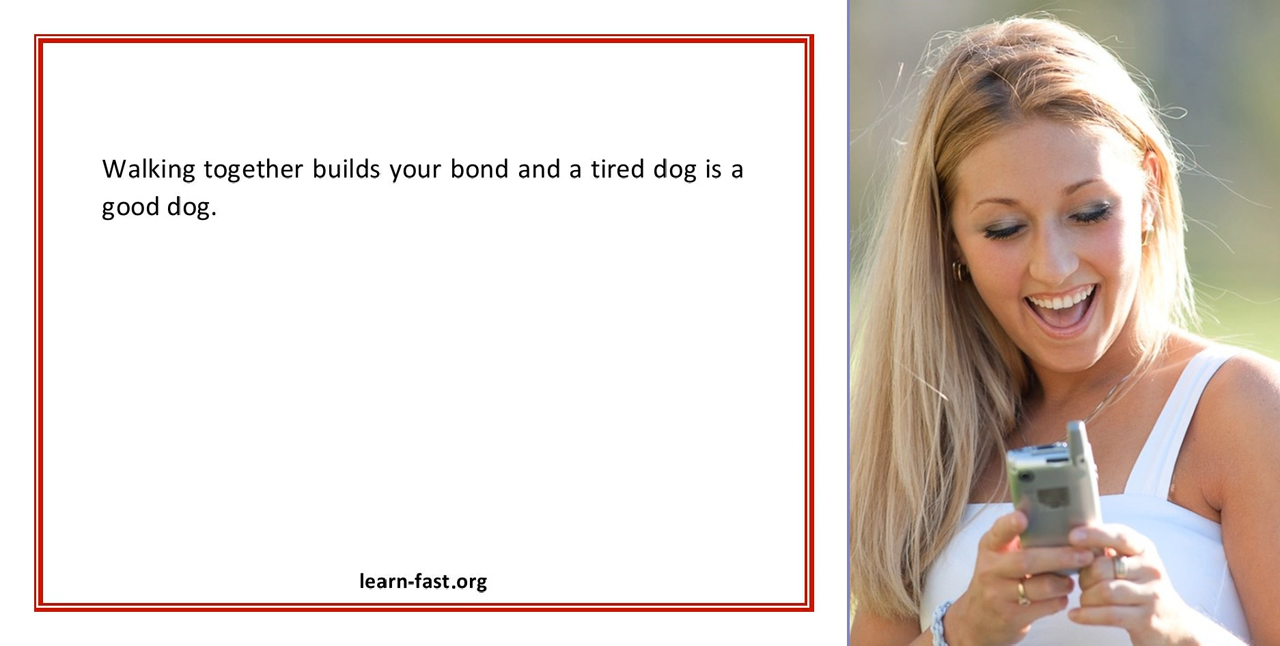 Walking together builds your bond and a tired dog is a
good dog.
learn-fast.org